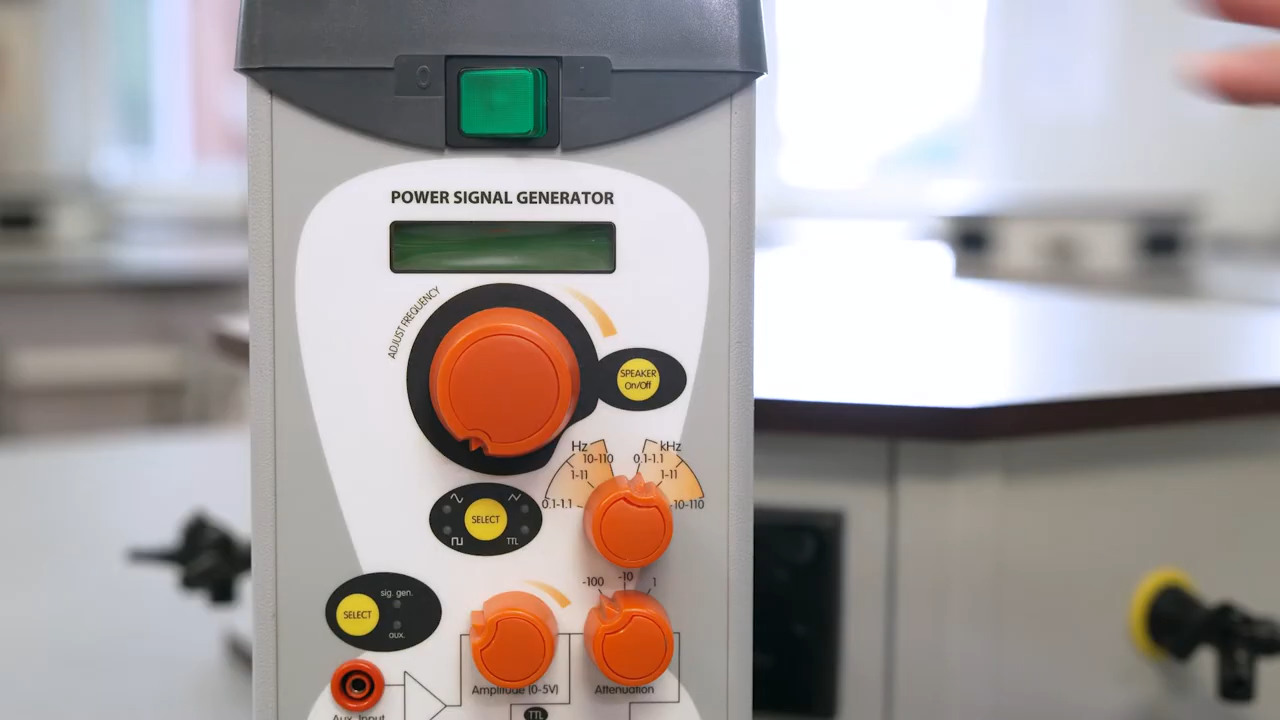 0 1
POWER SIGNAL GENERATOR
ADJUST FREQUENCY
SPEAKER
On/Off
Hz kHz
10-110 0.1-1.1
1-11 1-11
0.1-1.1 10-110
SELECT
TTL
-100 -10 1
sig. gen.
SELECT
aux.
Amplitude (0-5V) Attenuation
TTL
Aux. Input